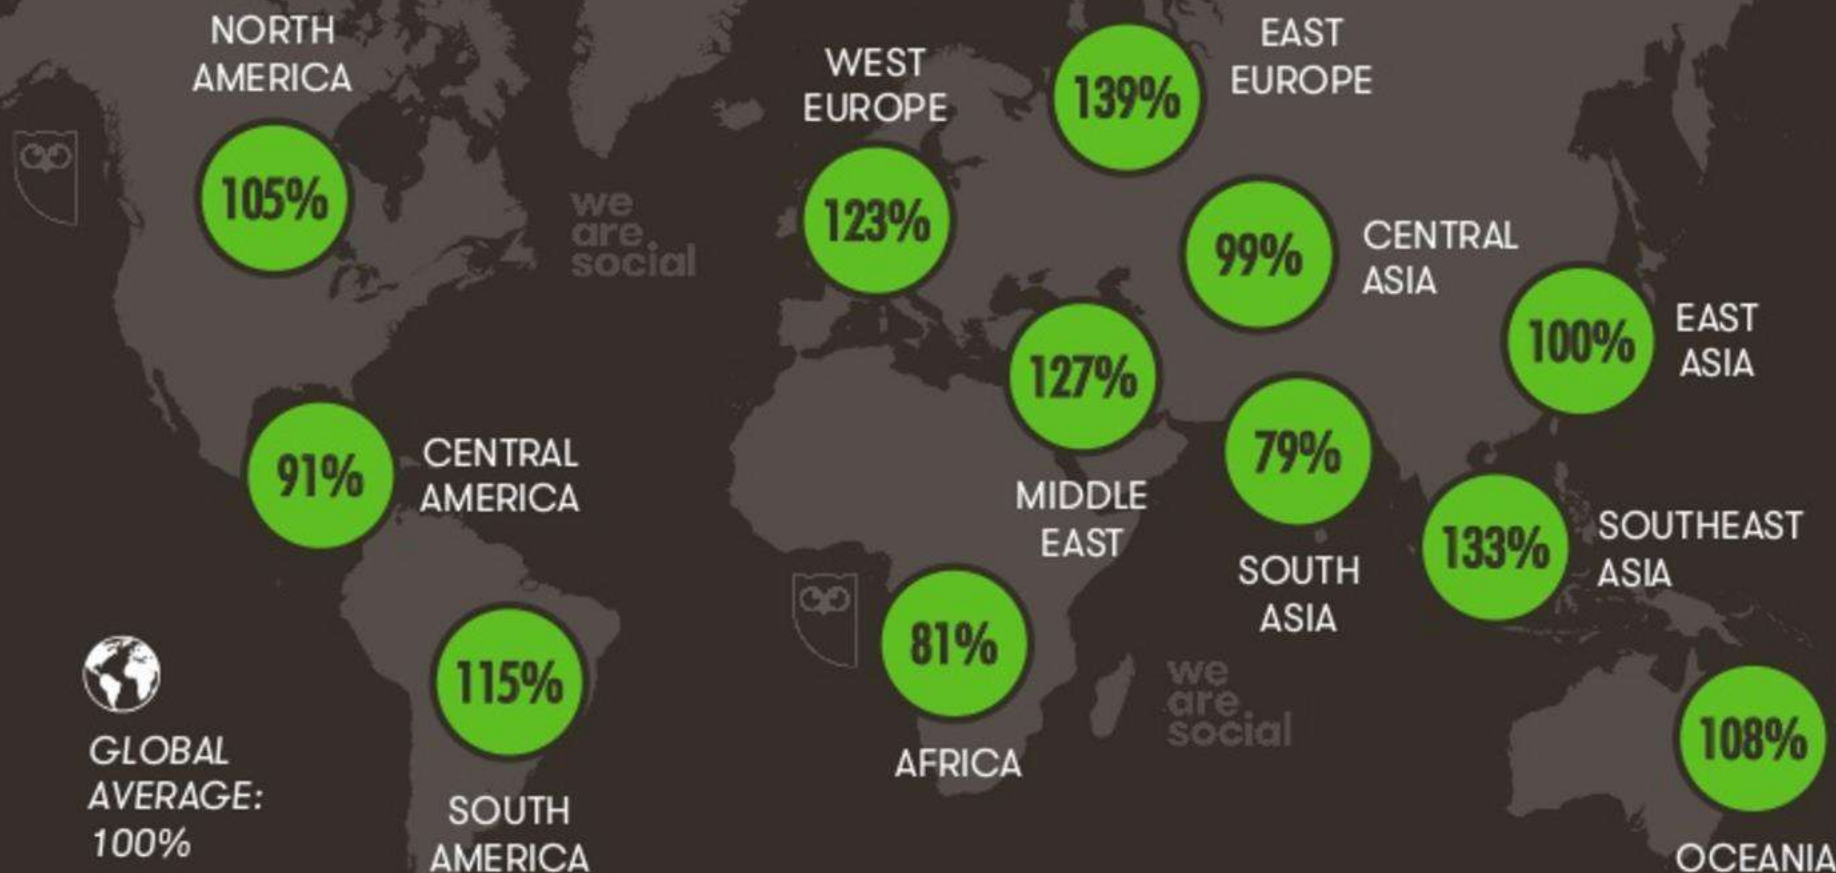 NORTH
AMERICA
105%
WEST
EUROPE
123%
139%
EAST
EUROPE
99%
CENTRAL
ASIA
100%
EAST
ASIA
127%
MIDDLE
EAST
79%
SOUTH
ASIA
133%
SOUTHEAST
ASIA
91%
CENTRAL
AMERICA
115%
SOUTH
AMERICA
81%
AFRICA
108%
OCEANIA
GLOBAL
AVERAGE:
100%
we
are.
social
we
are.
social